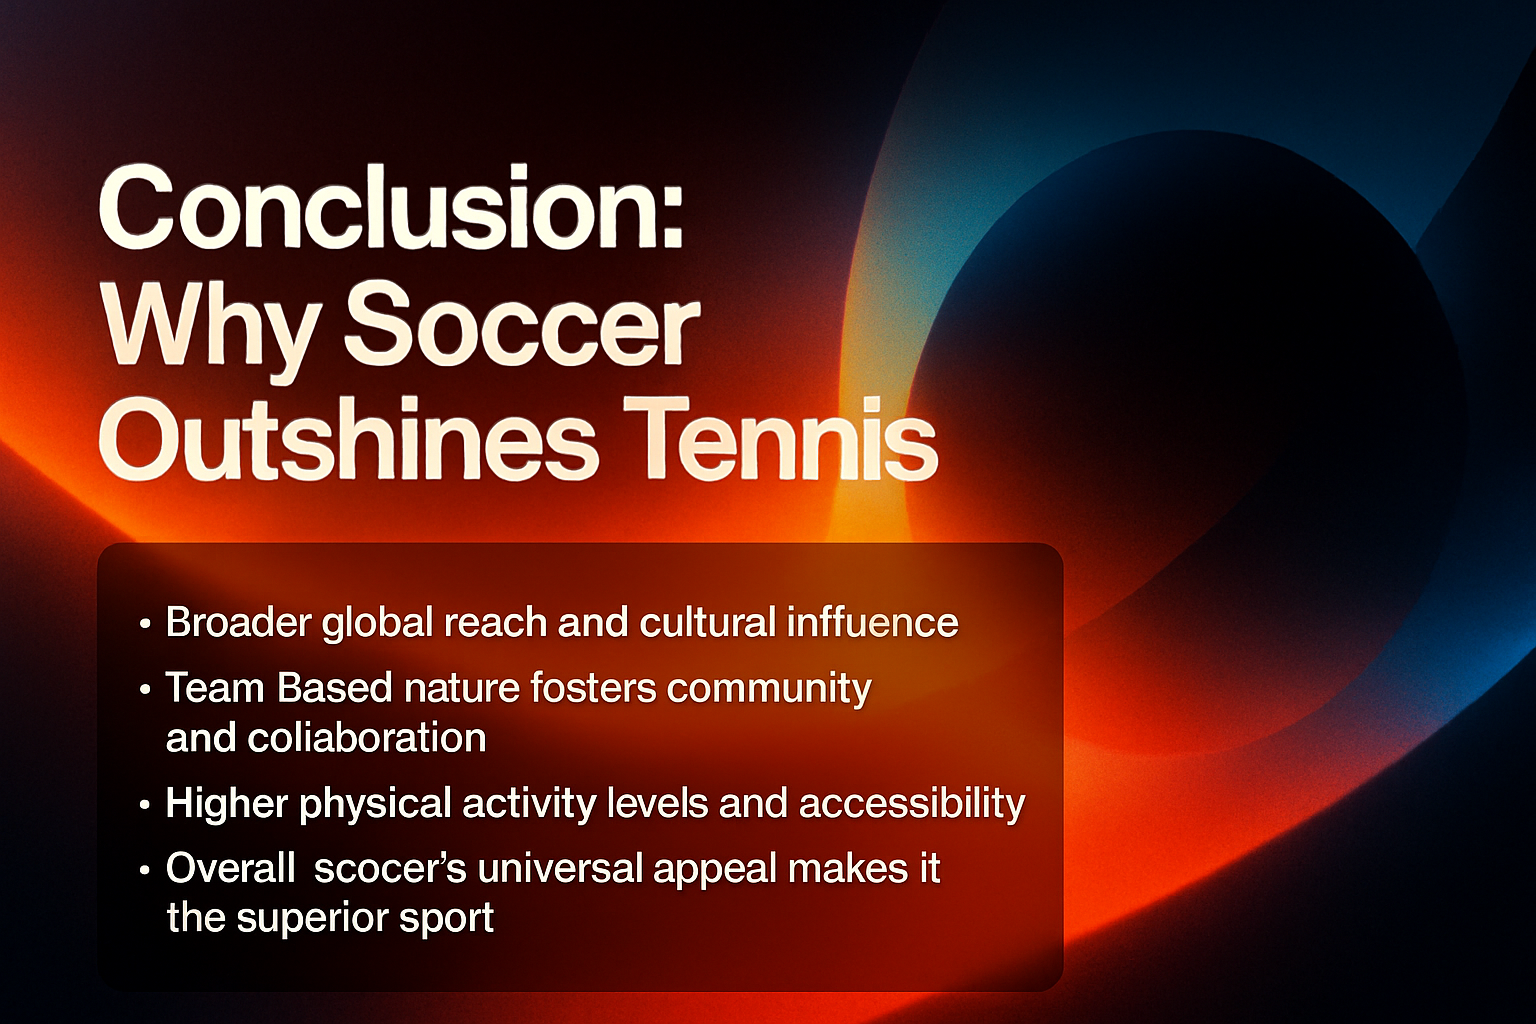 Conclusion:
Why Soccer
Outshines Tennis
• Broader global reach and cultural inffuence
• Team Based nature fosters community
and coliaboration
• Higher physical activity levels and accessibility
• Overall  scocer’s universal appeal makes it
the superior sport